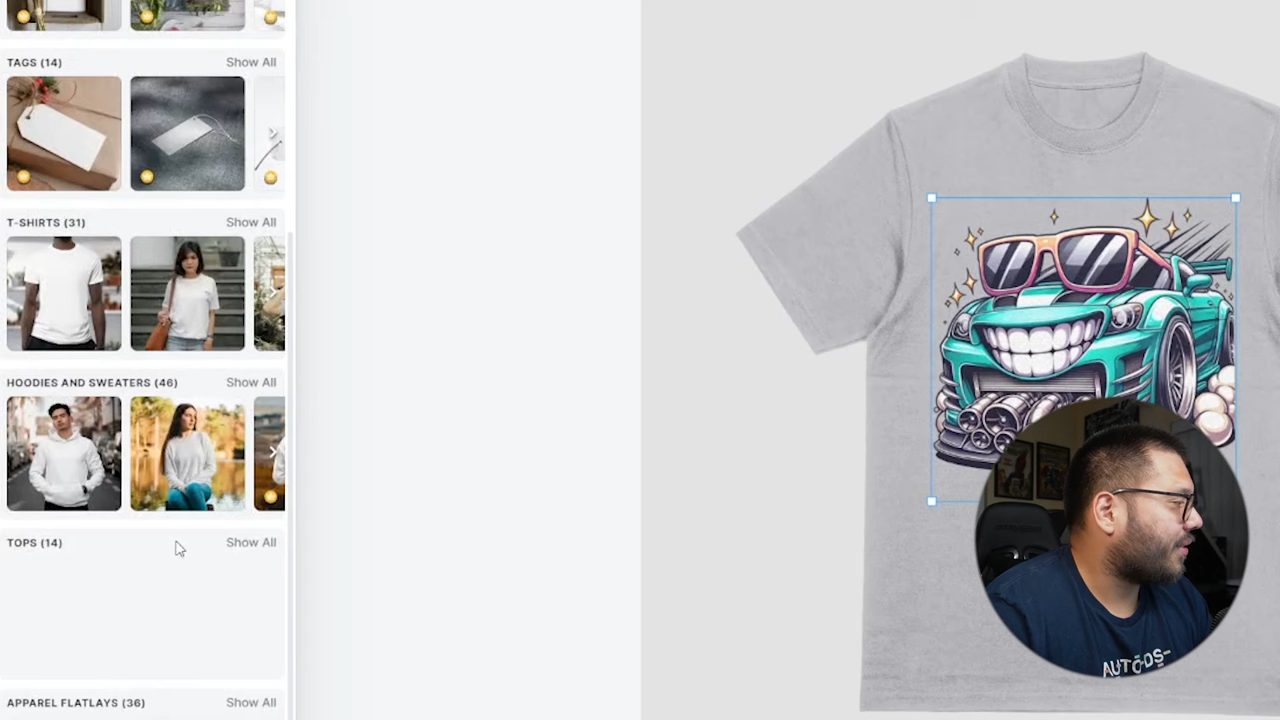 TAGS (14)
Show All
T-SHIRTS (31)
Show All
HOODIES AND SWEATERS (46)
Show All
TOPS (14)
Show All
APPAREL FLATLAYS (36)
Show All
AUTODS